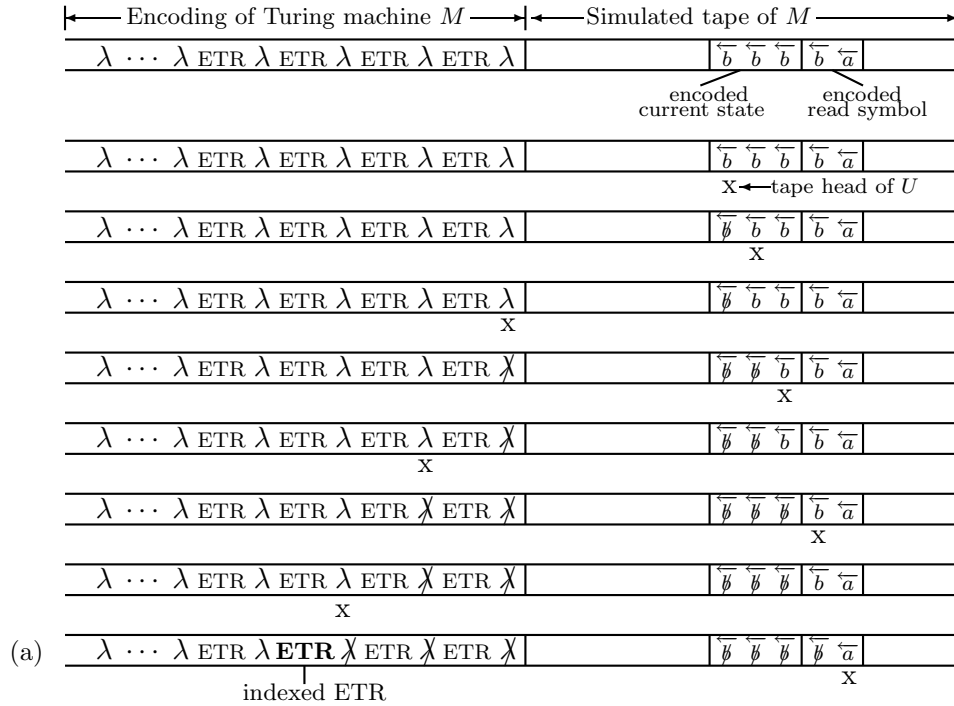 Encoding of Turing machine M Simulated tape of M
λ ··· λ ETR λ ETR λ ETR λ ETR λ b⃖ b⃖ b⃖ b⃖ a⃖
encoded current state
encoded read symbol
λ ··· λ ETR λ ETR λ ETR λ ETR λ b⃖ b⃖ b⃖ b⃖ a⃖
x tape head of U
λ ··· λ ETR λ ETR λ ETR λ ETR λ b̸⃖ b⃖ b⃖ b⃖ a⃖
x
λ ··· λ ETR λ ETR λ ETR λ ETR λ b̸⃖ b⃖ b⃖ b⃖ a⃖
x
λ ··· λ ETR λ ETR λ ETR λ ETR λ̸ b̸⃖ b̸⃖ b⃖ b⃖ a⃖
x
λ ··· λ ETR λ ETR λ ETR λ ETR λ̸ b̸⃖ b̸⃖ b⃖ b⃖ a⃖
x
λ ··· λ ETR λ ETR λ ETR λ̸ ETR λ̸ b̸⃖ b̸⃖ b̸⃖ b⃖ a⃖
x
λ ··· λ ETR λ ETR λ ETR λ̸ ETR λ̸ b̸⃖ b̸⃖ b̸⃖ b⃖ a⃖
x
(a) λ ··· λ ETR λ ETR λ̸ ETR λ̸ ETR λ̸ b̸⃖ b̸⃖ b̸⃖ b̸⃖ a⃖
x
indexed ETR